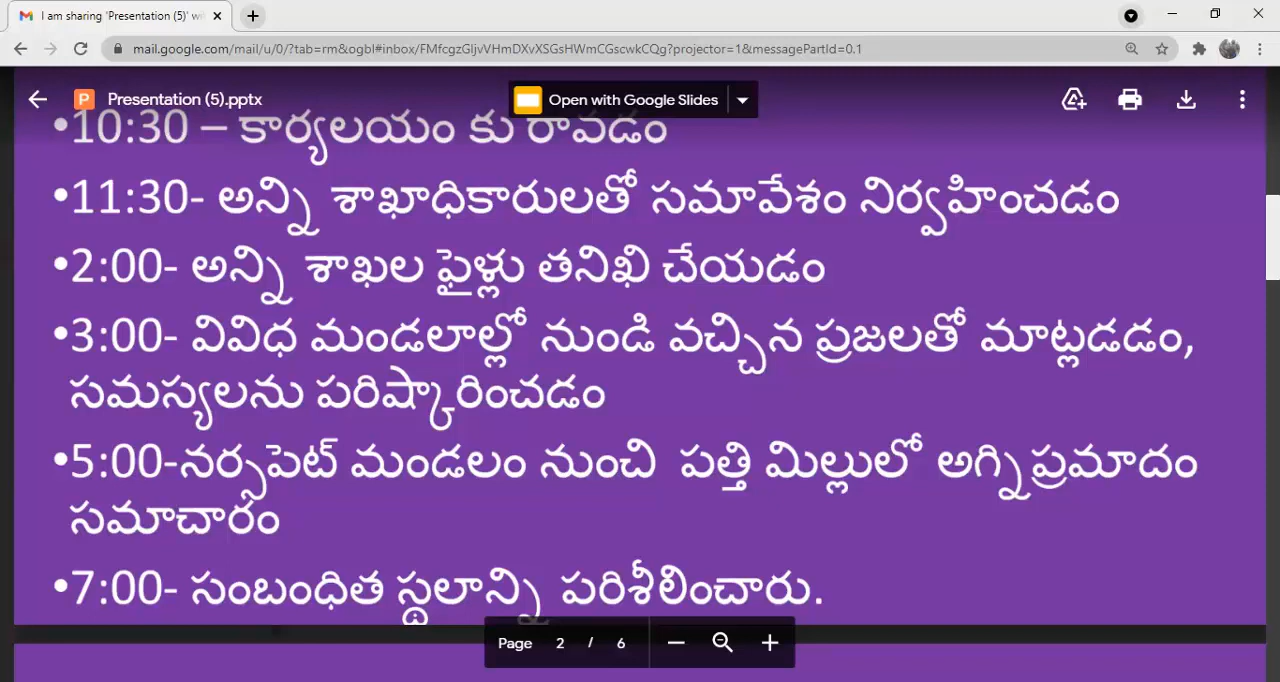 I am sharing 'Presentation (5)' wi
mail.google.com/mail/u/0/?tab=rm&ogbl#inbox/FMfcgzGljvVHmDXvXSGsHWmCGscwkCQg?projector=1&messagePartId=0.1
P Presentation (5).pptx Open with Google Slides
•10:30 – కార్యలయం కు రావడం
•11:30- అన్ని శాఖాధికారులతో సమావేశం నిర్వహించడం
•2:00- అన్ని శాఖల ఫైళ్లు తనిఖి చేయడం
•3:00- వివిధ మండలాల్లో నుండి వచ్చిన ప్రజలతో మాట్లడడం,
సమస్యలను పరిష్కారించడం
•5:00-నర్సపెట్ మండలం నుంచి పత్తి మిల్లులో అగ్నిప్రమాదం
సమాచారం
•7:00- సంబంధిత స్థలాన్ని పరిశీలించారు.
Page 2 / 6